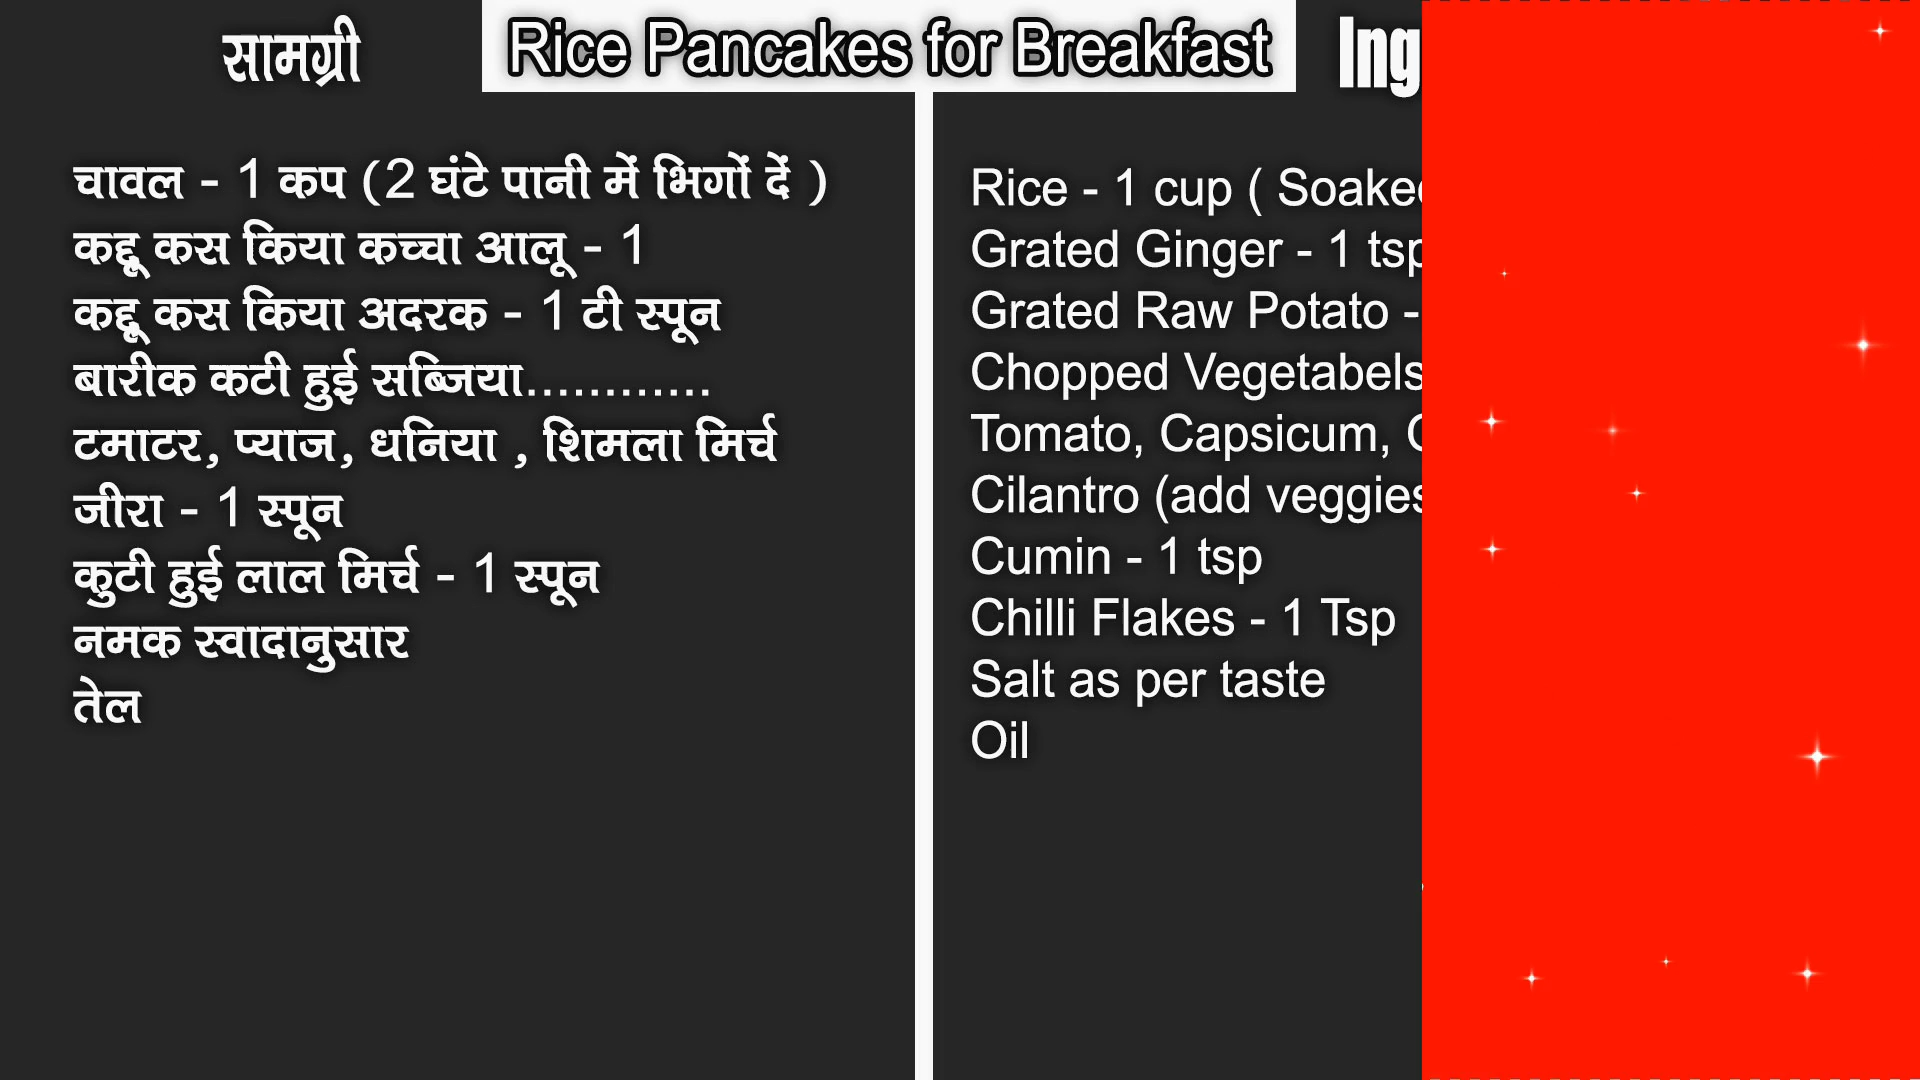 सामग्री
Rice Pancakes for Breakfast
चावल - 1 कप (2 घंटे पानी में भिगों दें )
कद्दू कस किया कच्चा आलू - 1
कद्दू कस किया अदरक - 1 टी स्पून
बारीक कटी हुई सब्जिया............
टमाटर, प्याज, धनिया , शिमला मिर्च
जीरा - 1 स्पून
कुटी हुई लाल मिर्च - 1 स्पून
नमक स्वादानुसार
तेल
Rice - 1 cup (
Grated Ginger - 1 tsp
Grated Raw Potato -
Chopped Vegetabels
Tomato, Capsicum,
Cilantro (add veggies
Cumin - 1 tsp
Chilli Flakes - 1 Tsp
Salt as per taste
Oil